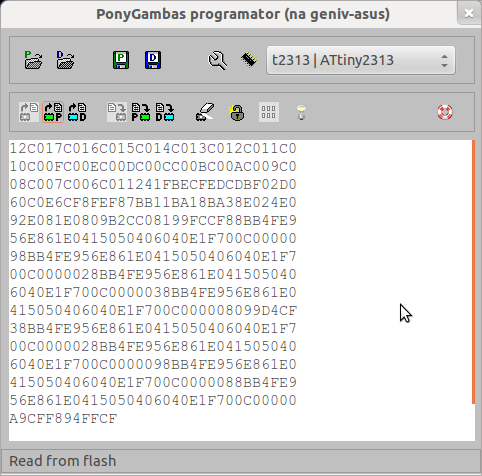 PonyGambas programator (na geniv-asus)
P D P D t2313 | ATtiny2313
P D P D
12C017C016C015C014C013C012C011C0
10C00FC00EC00DC00CC00BC00AC009C0
08C007C006C011241FBECFEDCDBF02D0
60C0E6CF8FEF87BB11BA18BA38E024E0
92E081E0809B2CC08199FCCF88BB4FE9
56E861E0415050406040E1F700C00000
98BB4FE956E861E0415050406040E1F7
00C0000028BB4FE956E861E041505040
6040E1F700C0000038BB4FE956E861E0
415050406040E1F700C000008099D4CF
38BB4FE956E861E0415050406040E1F7
00C0000028BB4FE956E861E041505040
6040E1F700C0000098BB4FE956E861E0
415050406040E1F700C0000088BB4FE9
56E861E0415050406040E1F700C00000
A9CFF894FFCF
Read from flash